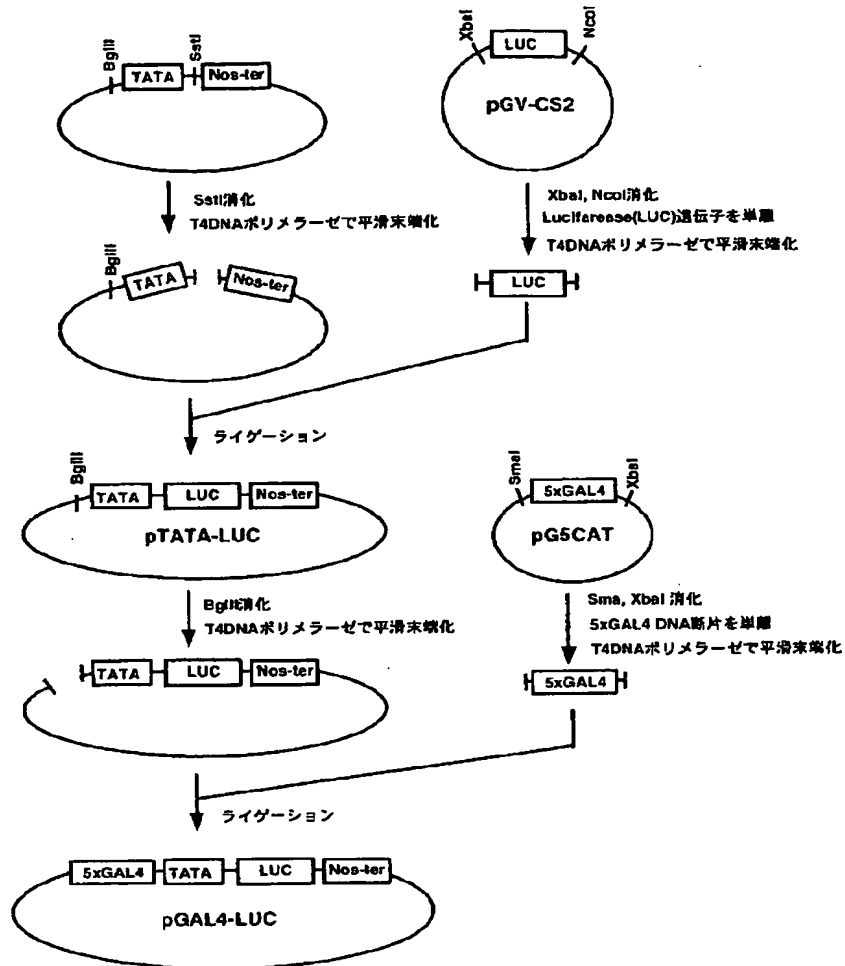 BglII
SstI
TATA
Nos-ter
XbaI
NcoI
LUC
pGV-CS2
SstI消化
T4DNAポリメラーゼで平滑末端化
XbaI, NcoI消化
Luciferease(LUC)遺伝子を単離
T4DNAポリメラーゼで平滑末端化
BglII
TATA
Nos-ter
LUC
ライゲーション
BglII
TATA
LUC
Nos-ter
pTATA-LUC
SmaI
XbaI
5xGAL4
pG5CAT
BglII消化
T4DNAポリメラーゼで平滑末端化
Sma, XbaI 消化
5xGAL4 DNA断片を単離
T4DNAポリメラーゼで平滑末端化
TATA
LUC
Nos-ter
5xGAL4
ライゲーション
5xGAL4
TATA
LUC
Nos-ter
pGAL4-LUC